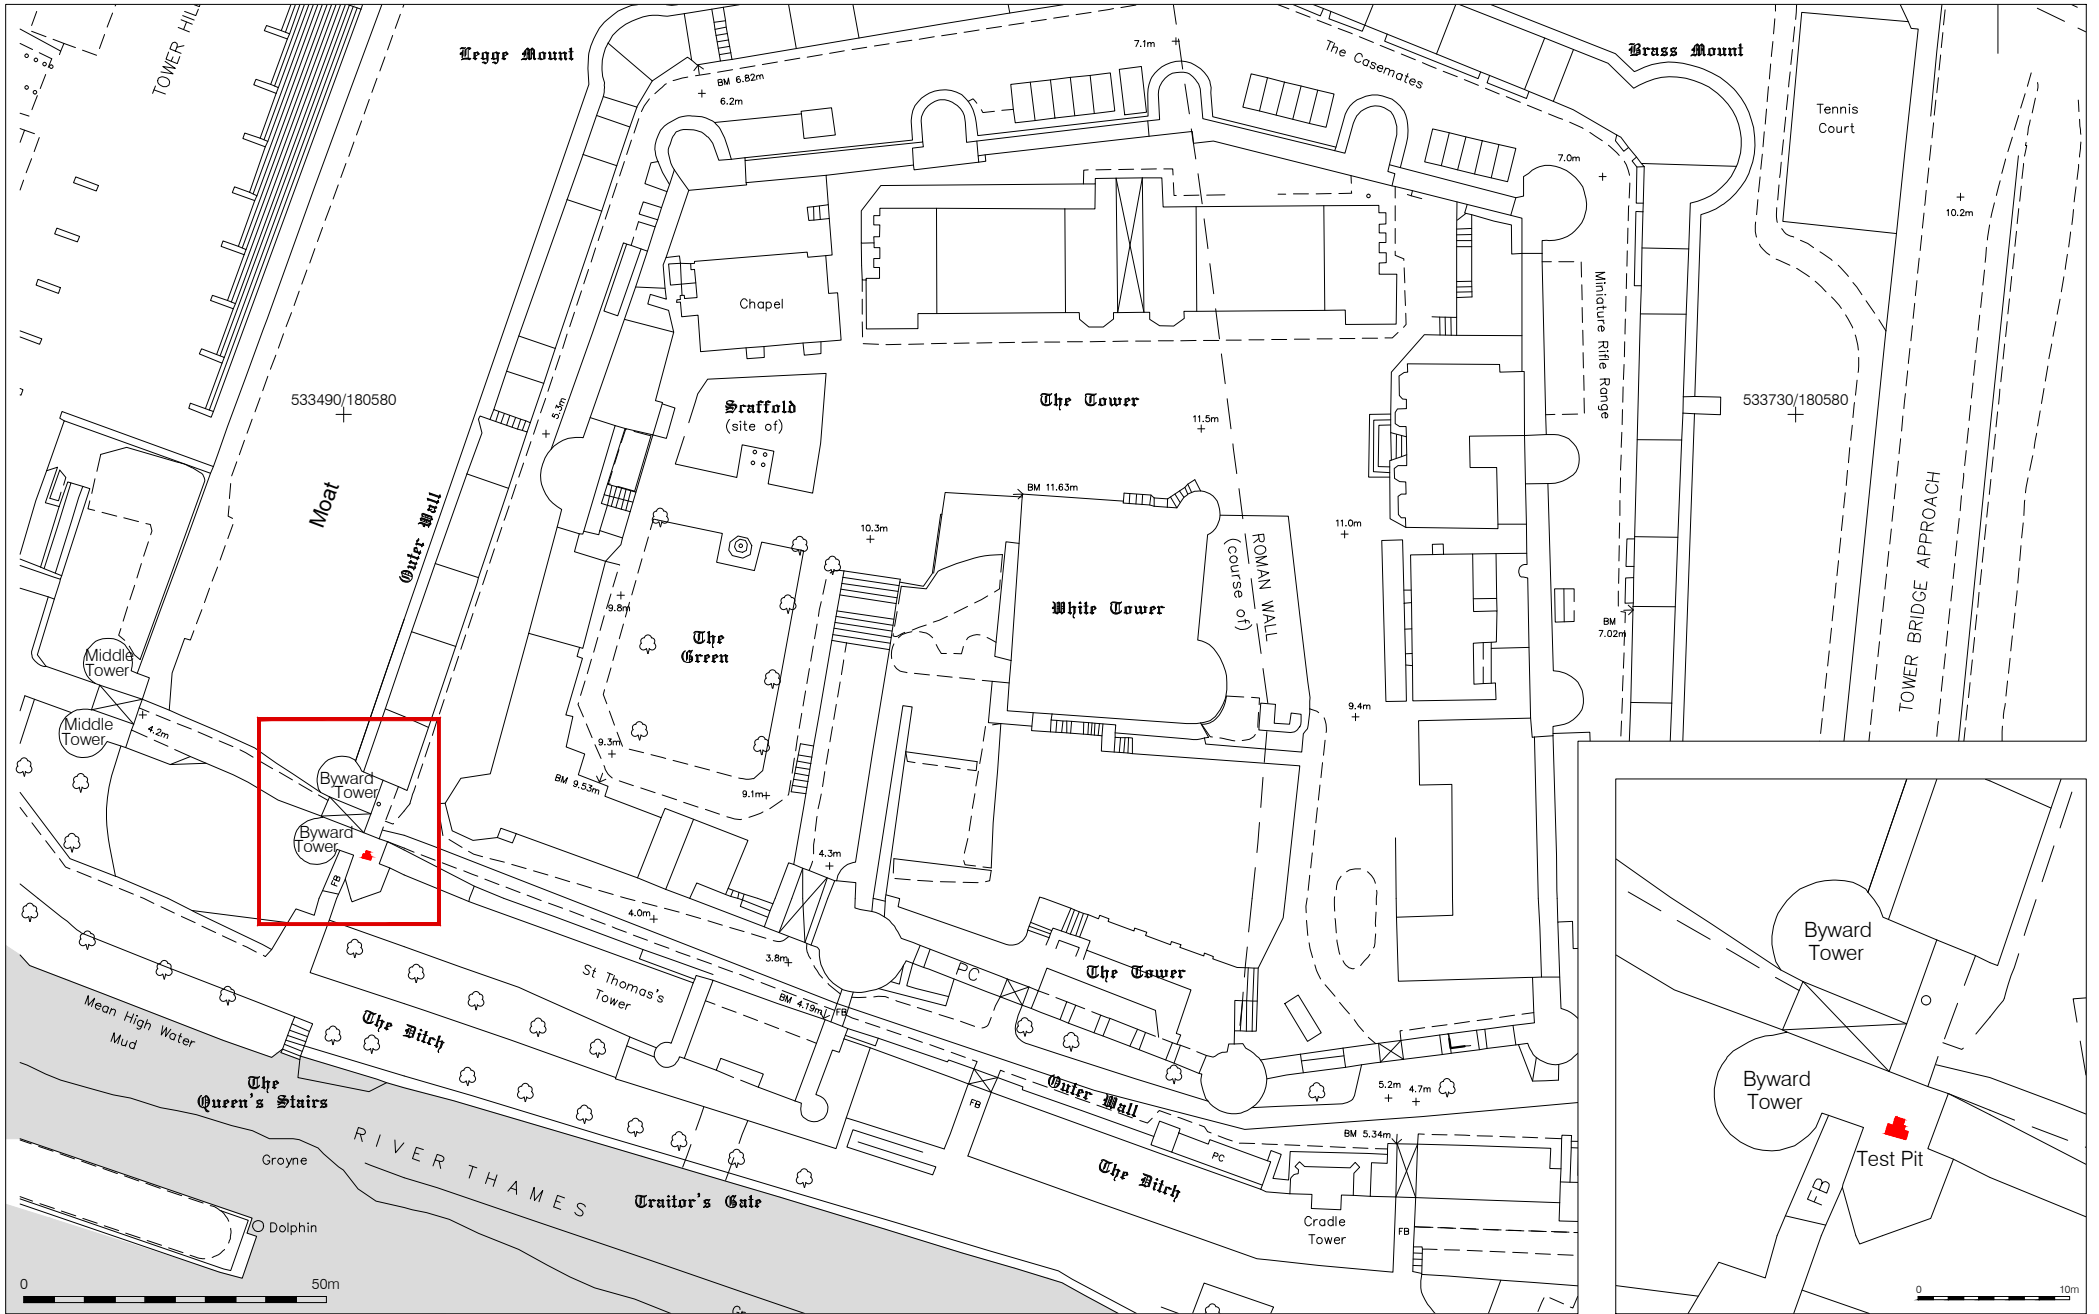 TOWER HILL
Legge Mount
BM 6.82m
6.2m
7.1m
The Casemates
Brass Mount
Tennis
Court
7.0m
10.2m
Chapel
Miniature Rifle Range
533490/180580
5.3m
Scaffold
(site of)
The Tower
11.5m
533730/180580
Moat
Outer Wall
BM 11.63m
10.3m
11.0m
ROMAN WALL
(course of)
TOWER BRIDGE APPROACH
9.8m
The
Green
White Tower
BM
7.02m
Middle
Tower
Middle
Tower
4.2m
9.3m
BM 9.53m
9.1m
9.4m
Byward
Tower
Byward
Tower
FB
4.3m
4.0m
3.8m
St Thomas's
Tower
BM 4.19m
FB
PC
The Tower
Mean High Water
Mud
The Ditch
The
Queen's Stairs
Outer Wall
FB
5.2m
4.7m
BM 5.34m
PC
RIVER THAMES
Groyne
Traitor's Gate
The Ditch
Cradle
Tower
FB
Dolphin
0
50m
Gr
Byward
Tower
Byward
Tower
Test Pit
FB
0
10m